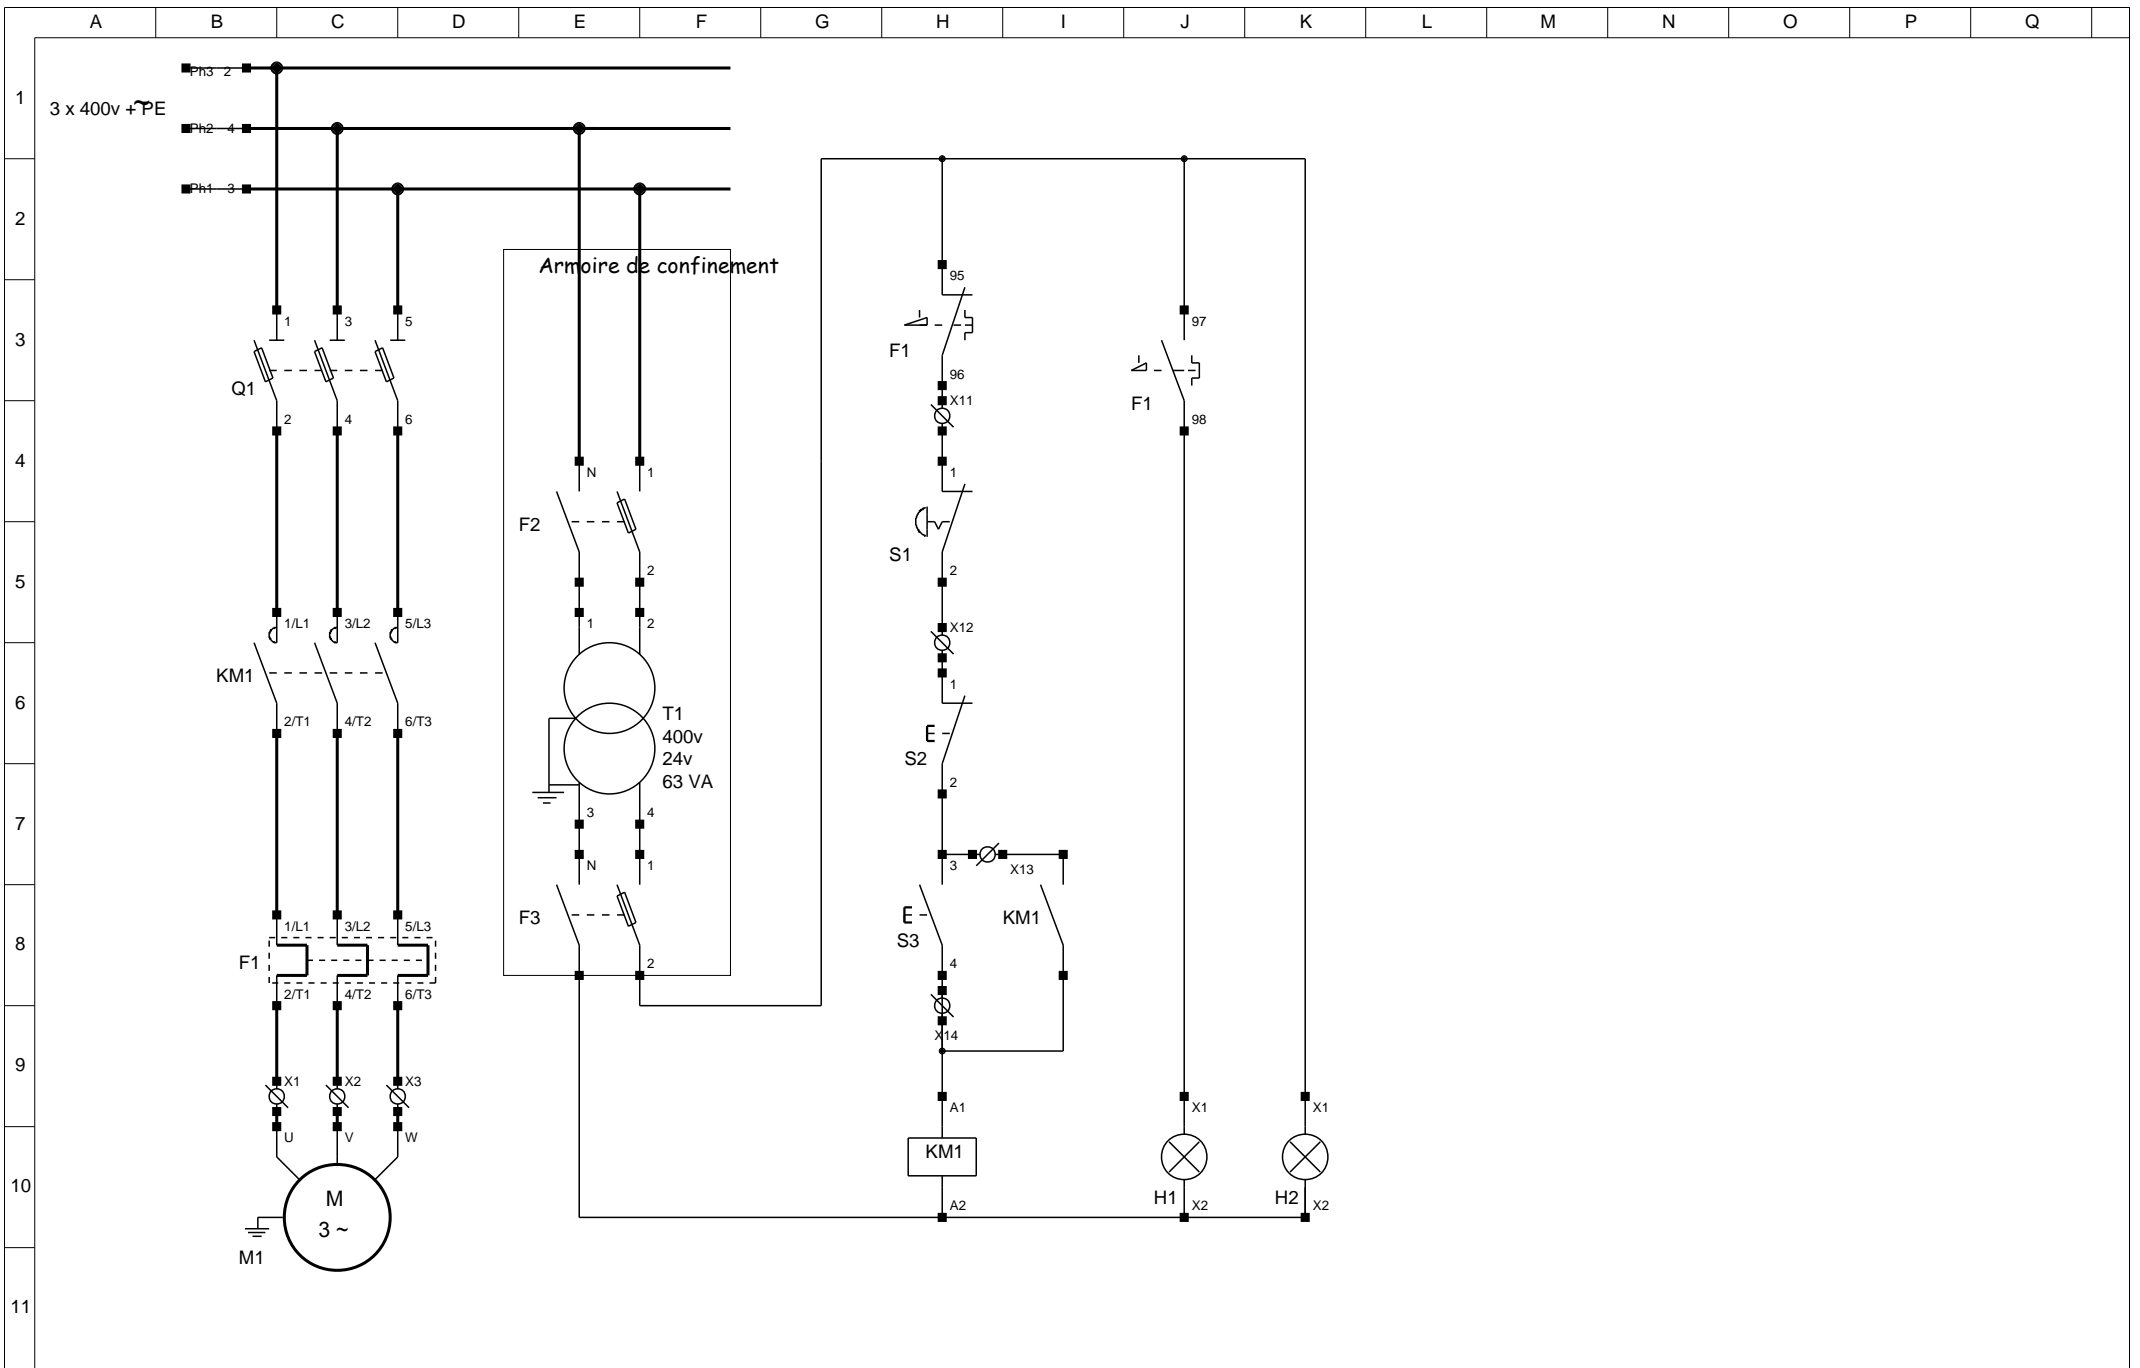 A B C D E F G H I J K L M N O P Q
1
2
3
4
5
6
7
8
9
10
11
3 x 400v + PE
~
Ph3 2
Ph2 4
Ph1 3
1 3 5
Q1
2 4 6
1/L1 3/L2 5/L3
KM1
2/T1 4/T2 6/T3
1/L1 3/L2 5/L3
F1
2/T1 4/T2 6/T3
X1 X2 X3
U V W
M
3 ~
M1
Armoire de confinement
N 1
F2
2
1 2
T1
400v
24v
63 VA
3 4
N 1
F3
2
95
F1
96
X11
1
S1
2
X12
1
E
S2
2
3
X13
E
S3
KM1
4
X14
A1
KM1
A2
97
F1
98
X1
H1
X2
X1
H2
X2